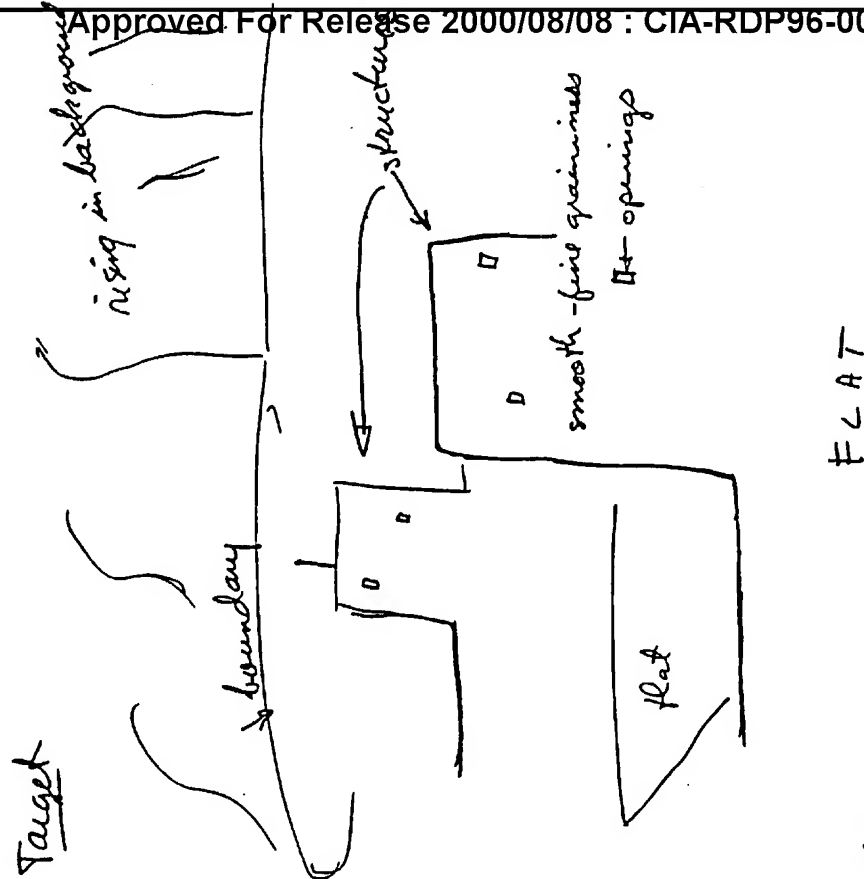 Approved For Release 2000/08/08 : CIA-RDP96-00
Target
rising in background
boundary
structures
smooth - fine graininess
openings
flat
FLAT